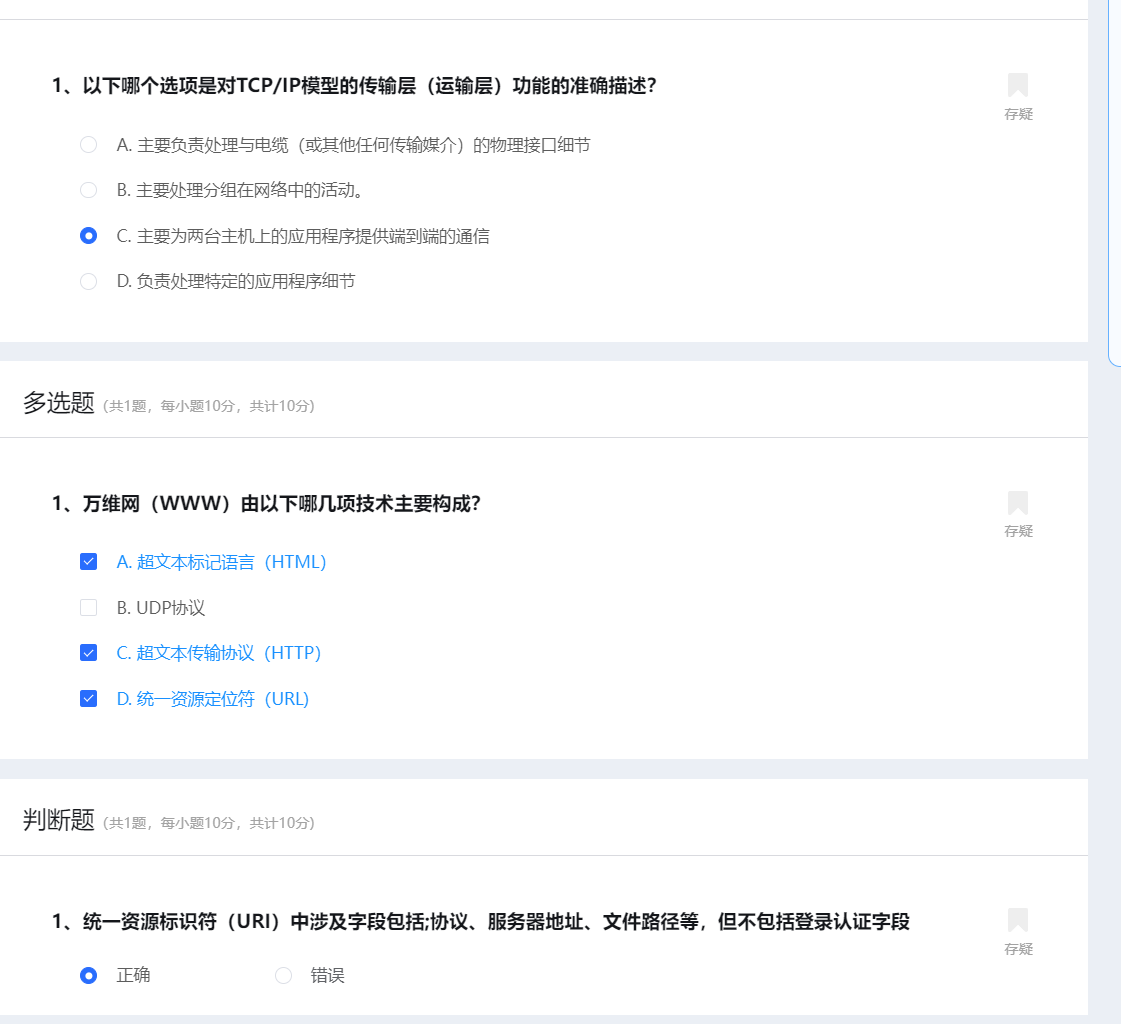 1、以下哪个选项是对TCP/IP模型的传输层（运输层）功能的准确描述？
存疑
A. 主要负责处理与电缆（或其他任何传输媒介）的物理接口细节
B. 主要处理分组在网络中的活动。
C. 主要为两台主机上的应用程序提供端到端的通信
D. 负责处理特定的应用程序细节
多选题 (共1题，每小题10分，共计10分)
1、万维网（WWW）由以下哪几项技术主要构成？
存疑
A. 超文本标记语言（HTML)
B. UDP协议
C. 超文本传输协议（HTTP)
D. 统一资源定位符（URL)
判断题 (共1题，每小题10分，共计10分)
1、统一资源标识符（URI）中涉及字段包括;协议、服务器地址、文件路径等，但不包括登录认证字段
存疑
正确 错误